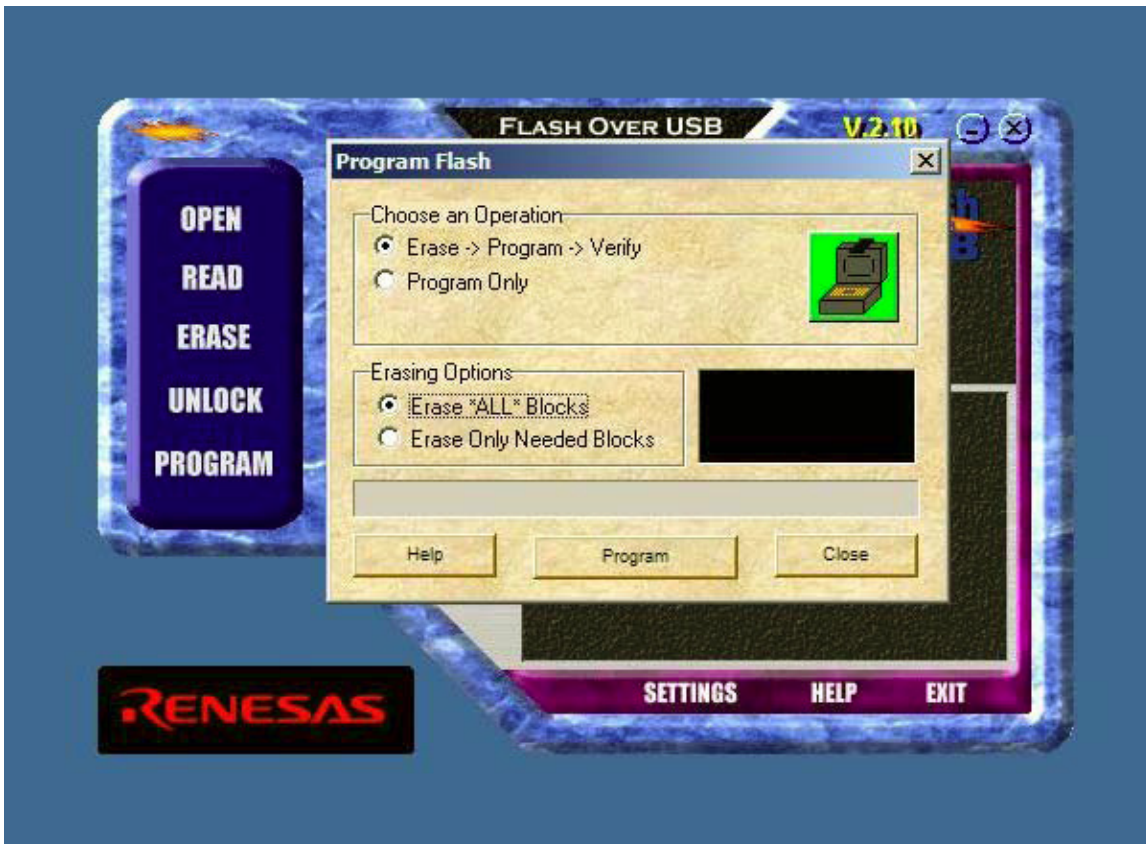 FLASH OVER USB
V.2.10
Program Flash
OPEN
READ
ERASE
UNLOCK
PROGRAM
Choose an Operation
Erase -> Program -> Verify
Program Only
Erasing Options
Erase *ALL* Blocks
Erase Only Needed Blocks
Help
Program
Close
SETTINGS
HELP
EXIT
RENESAS